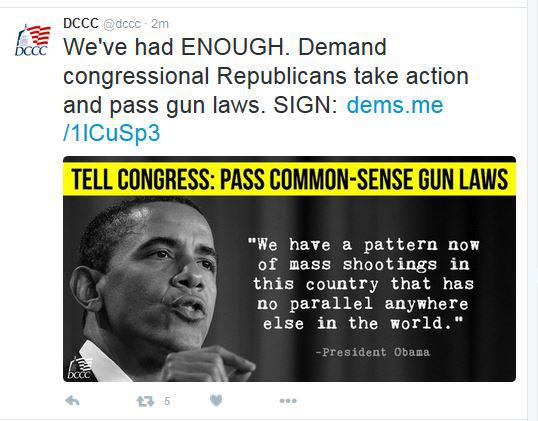 DCCC @dccc · 2m
We've had ENOUGH. Demand
congressional Republicans take action
and pass gun laws. SIGN: dems.me
/1ICuSp3
DCCC
TELL CONGRESS: PASS COMMON-SENSE GUN LAWS
"We have a pattern now
of mass shootings in
this country that has
no parallel anywhere
else in the world."
-President Obama
DCCC
5